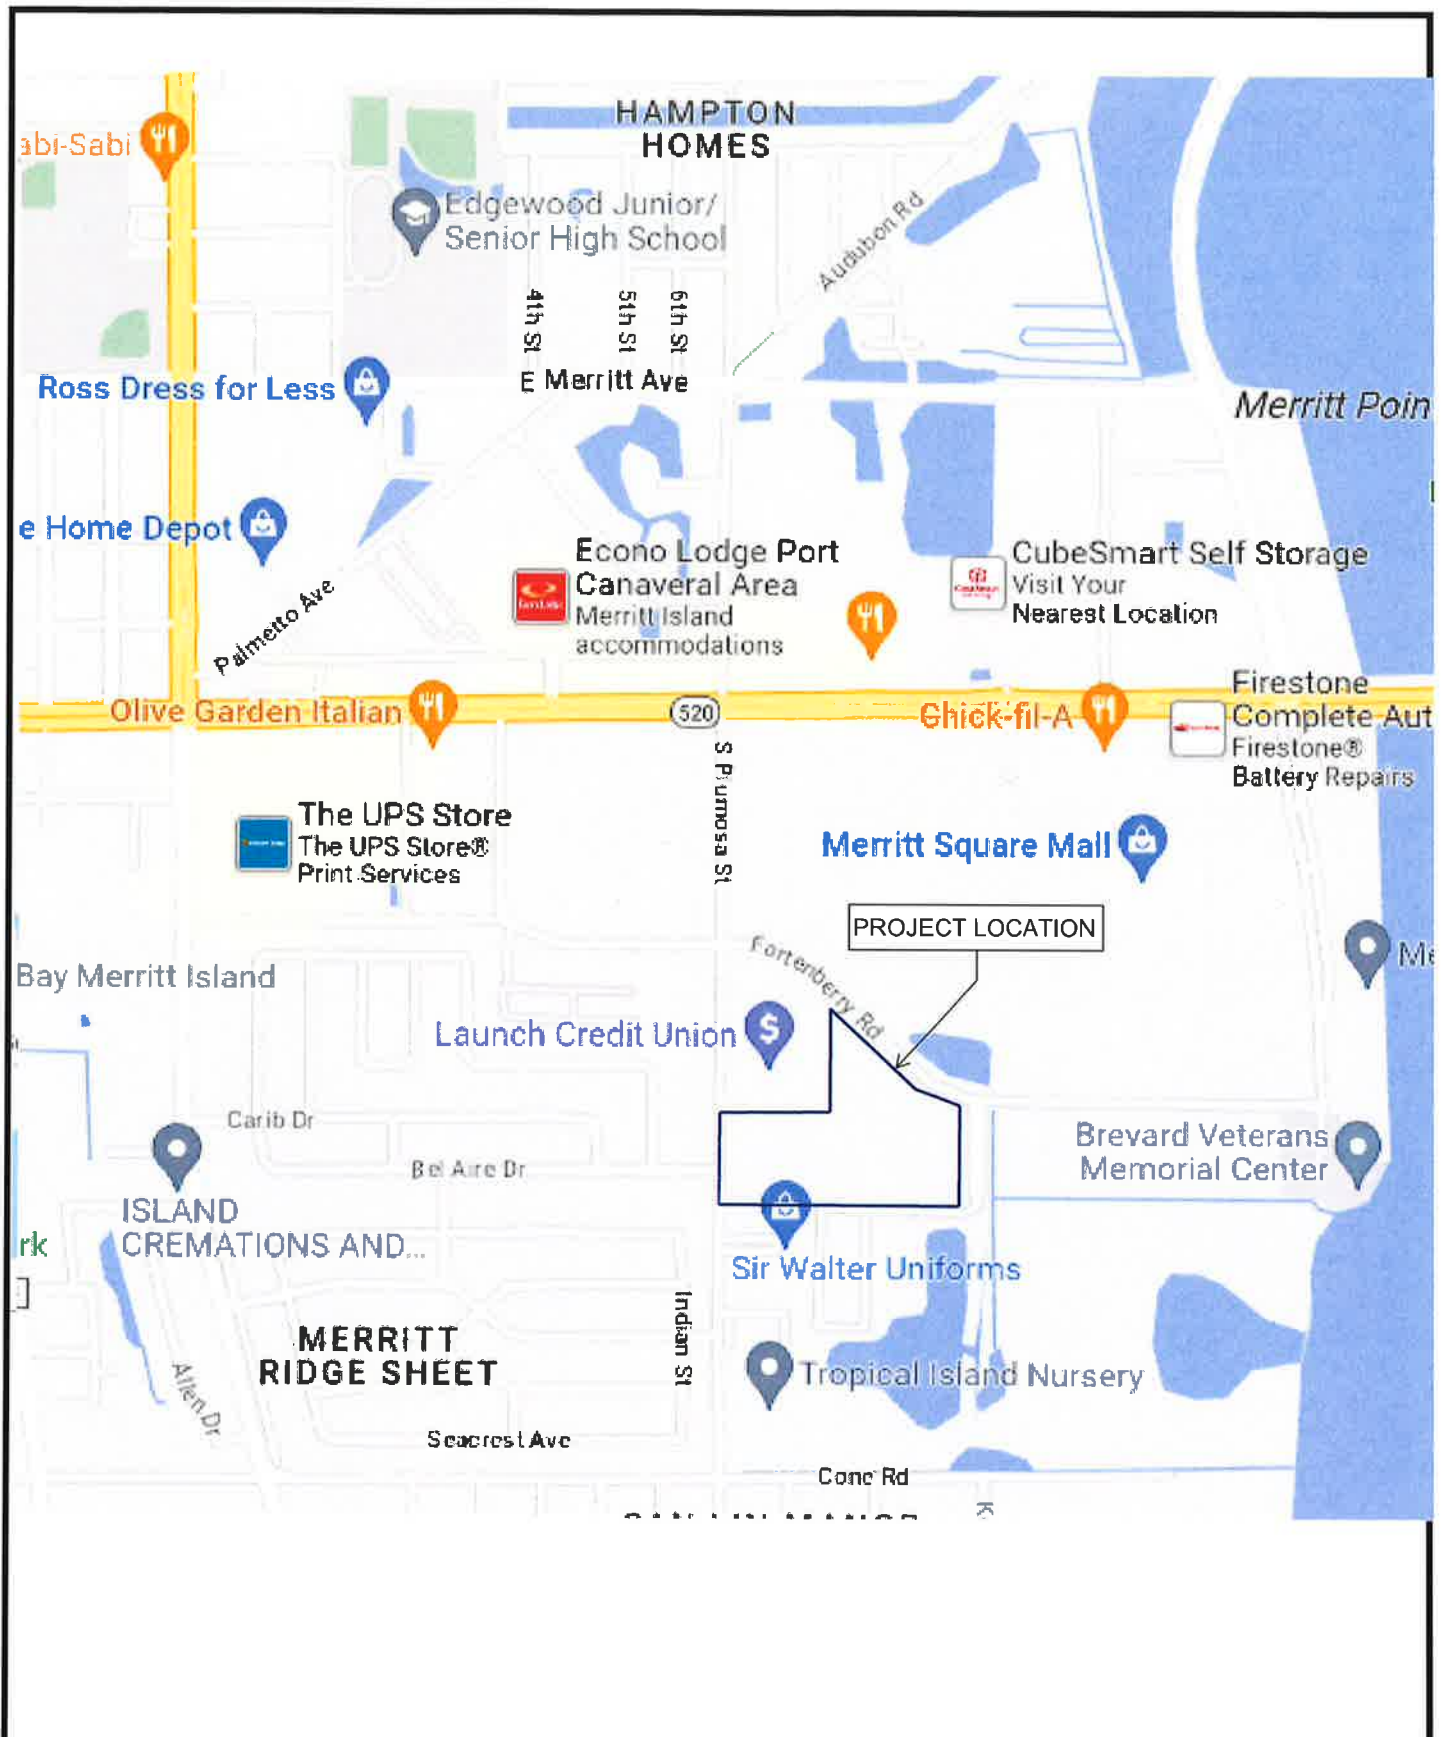 HAMPTON
HOMES
abi-Sabi
Edgewood Junior/
Senior High School
Audubon Rd
4th St
5th St
6th St
E Merritt Ave
Ross Dress for Less
Merritt Poin
e Home Depot
Econo Lodge Port
Canaveral Area
Merritt Island
accommodations
CubeSmart Self Storage
Visit Your
Nearest Location
Palmetto Ave
Olive Garden Italian
520
Chick-fil-A
Firestone
Complete Aut
Firestone®
Battery Repairs
S Plumosa St
The UPS Store
The UPS Store®
Print Services
Merritt Square Mall
PROJECT LOCATION
Fortenberry Rd
Me
Bay Merritt Island
Launch Credit Union
Carib Dr
Bel Aire Dr
Brevard Veterans
Memorial Center
ISLAND
CREMATIONS AND...
rk
Sir Walter Uniforms
Indian St
MERRITT
RIDGE SHEET
Tropical Island Nursery
Allen Dr
Seacrest Ave
Cone Rd
K